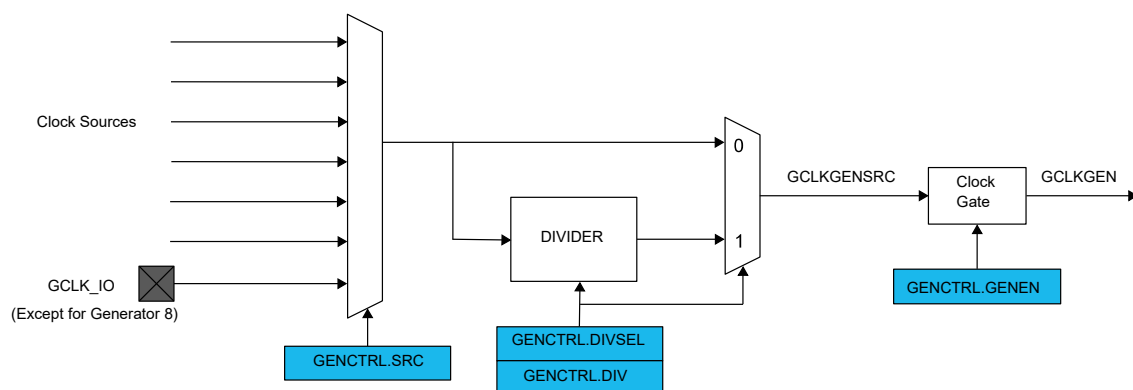 Clock Sources
GCLK_IO
(Except for Generator 8)
GENCTRL.SRC
DIVIDER
GENCTRL.DIVSEL
GENCTRL.DIV
0
1
GCLKGENSRC
Clock
Gate
GCLKGEN
GENCTRL.GENEN